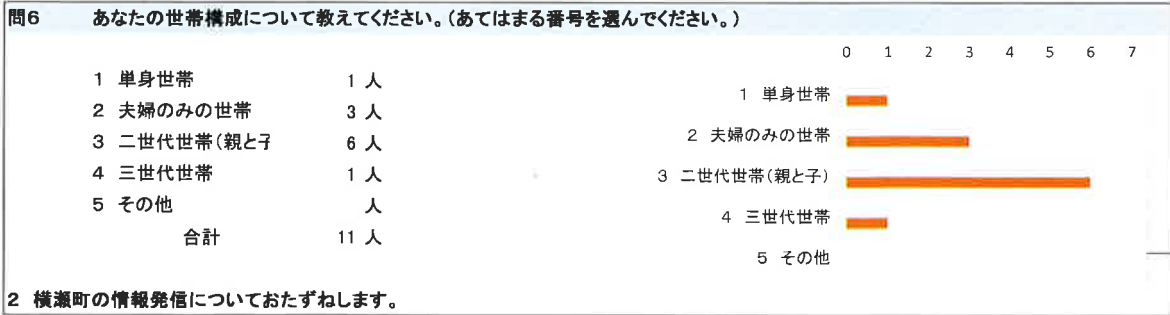 問6 あなたの世帯構成について教えてください。(あてはまる番号を選んでください。)
1 単身世帯 1 人
2 夫婦のみの世帯 3 人
3 二世代世帯(親と子 6 人
4 三世代世帯 1 人
5 その他 人
合計 11 人
0 1 2 3 4 5 6 7
1 単身世帯
2 夫婦のみの世帯
3 二世代世帯(親と子)
4 三世代世帯
5 その他
2 横瀬町の情報発信についておたずねします。